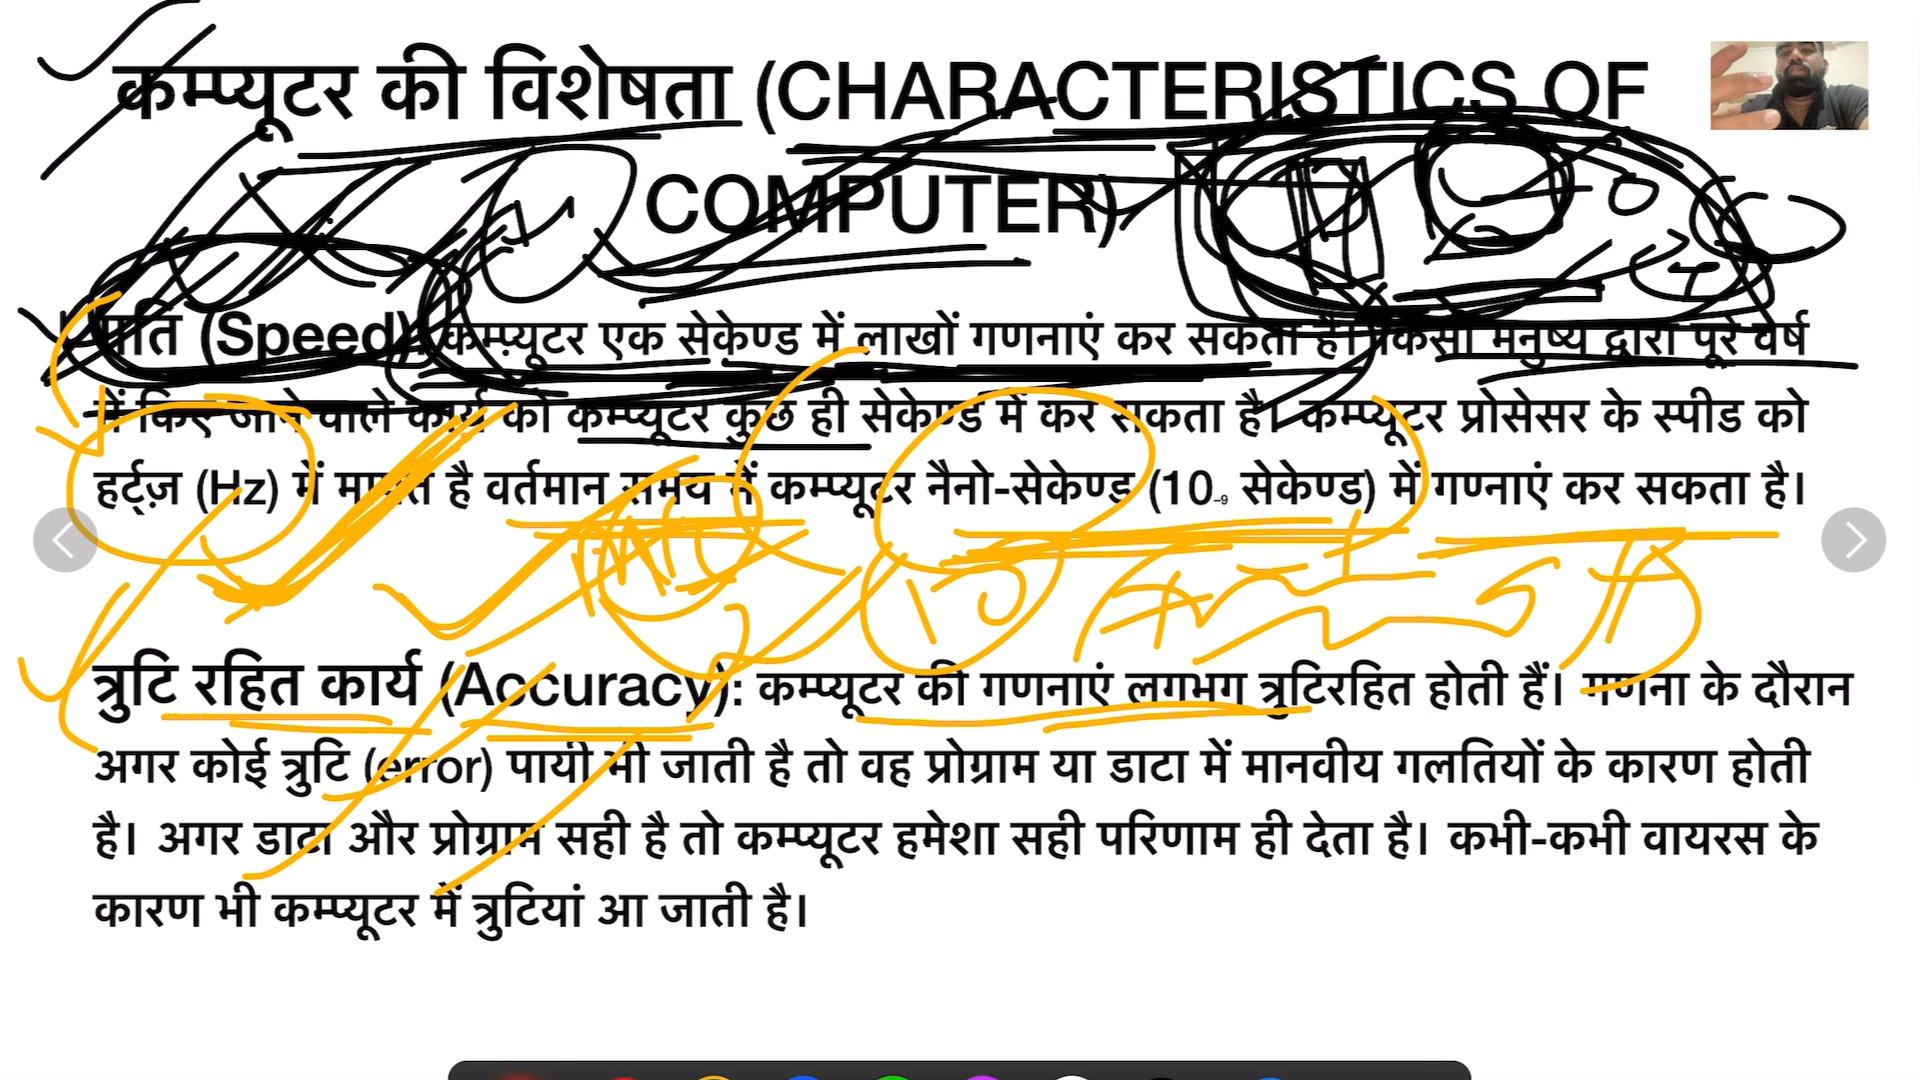 कम्प्यूटर की विशेषता (CHARACTERISTICS OF
COMPUTER)
गति (Speed): कम्प्यूटर एक सेकेण्ड में लाखों गणनाएं कर सकता है। किसी मनुष्य द्वारा पूरे वर्ष
में किए जाने वाले कार्य को कम्प्यूटर कुछ ही सेकेण्ड में कर सकता है। कम्प्यूटर प्रोसेसर के स्पीड को
हर्ट्ज़ (Hz) में मापते है वर्तमान समय में कम्प्यूटर नैनो-सेकेण्ड (10-9 सेकेण्ड) में गण्नाएं कर सकता है।
त्रुटि रहित कार्य (Accuracy): कम्प्यूटर की गणनाएं लगभग त्रुटिरहित होती हैं। गणना के दौरान
अगर कोई त्रुटि (error) पायी भी जाती है तो वह प्रोग्राम या डाटा में मानवीय गलतियों के कारण होती
है। अगर डाटा और प्रोग्राम सही है तो कम्प्यूटर हमेशा सही परिणाम ही देता है। कभी-कभी वायरस के
कारण भी कम्प्यूटर में त्रुटियां आ जाती है।